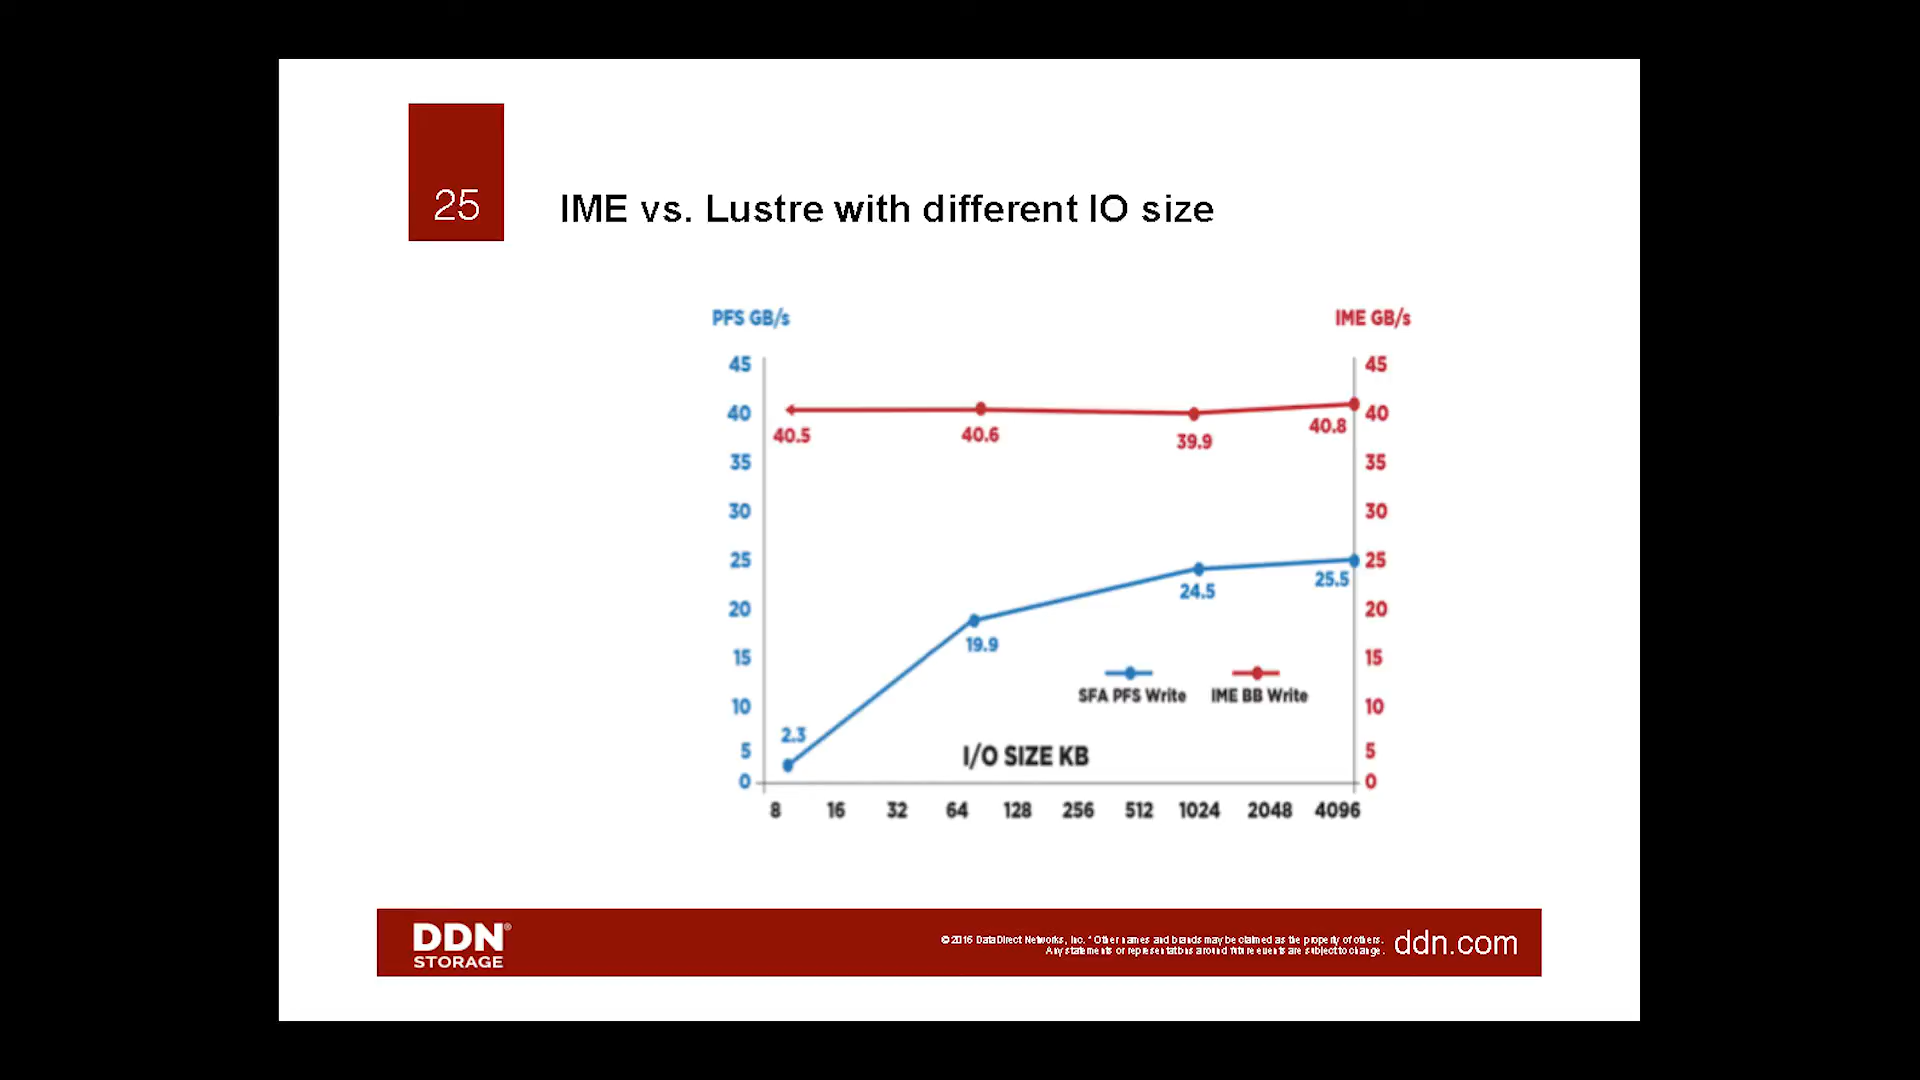 25
IME vs. Lustre with different IO size
PFS GB/s
IME GB/s
45
40
35
30
25
20
15
10
5
0
45
40
35
30
25
20
15
10
5
0
40.5
40.6
39.9
40.8
2.3
19.9
24.5
25.5
SFA PFS Write
IME BB Write
I/O SIZE KB
8 16 32 64 128 256 512 1024 2048 4096
DDN®
STORAGE
© 2016 DataDirect Networks, Inc. * Other names and brands may be claimed as the property of others.
Any statements or representations around future events are subject to change.
ddn.com